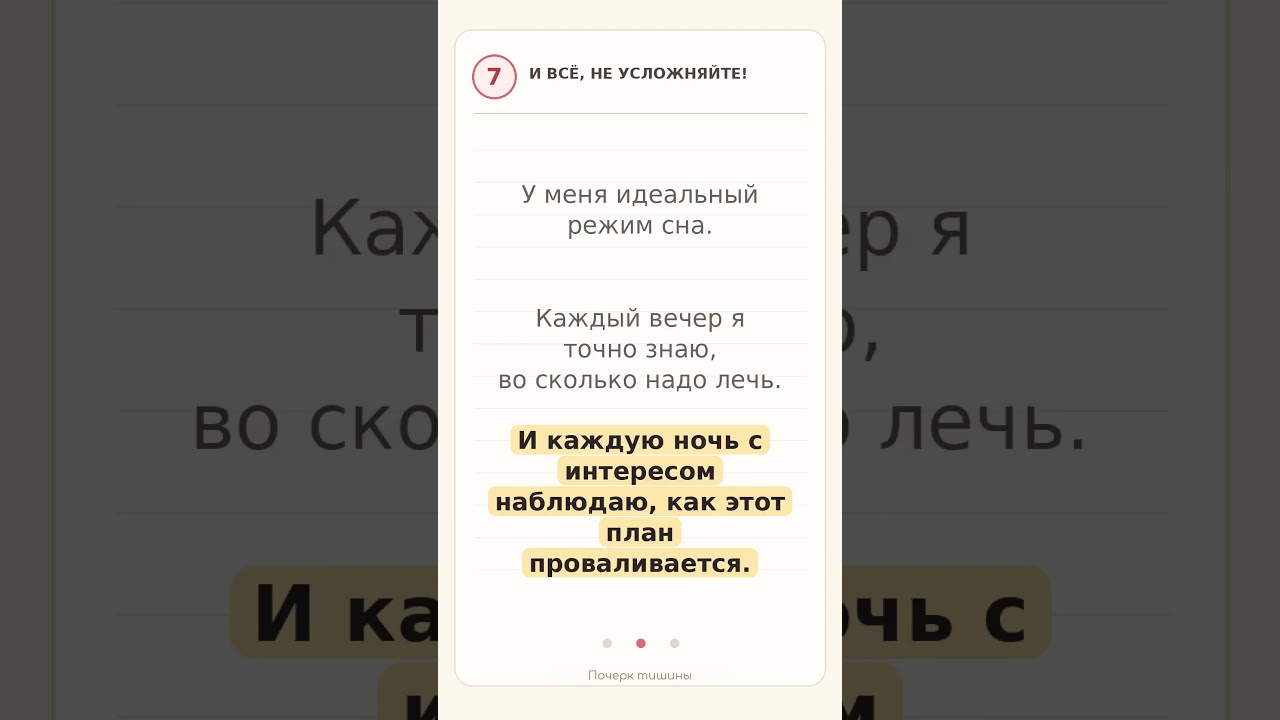 7
И ВСЁ, НЕ УСЛОЖНЯЙТЕ!
У меня идеальный
режим сна.
Каждый вечер я
точно знаю,
во сколько надо лечь.
И каждую ночь с
интересом
наблюдаю, как этот
план
проваливается.
Почерк тишины